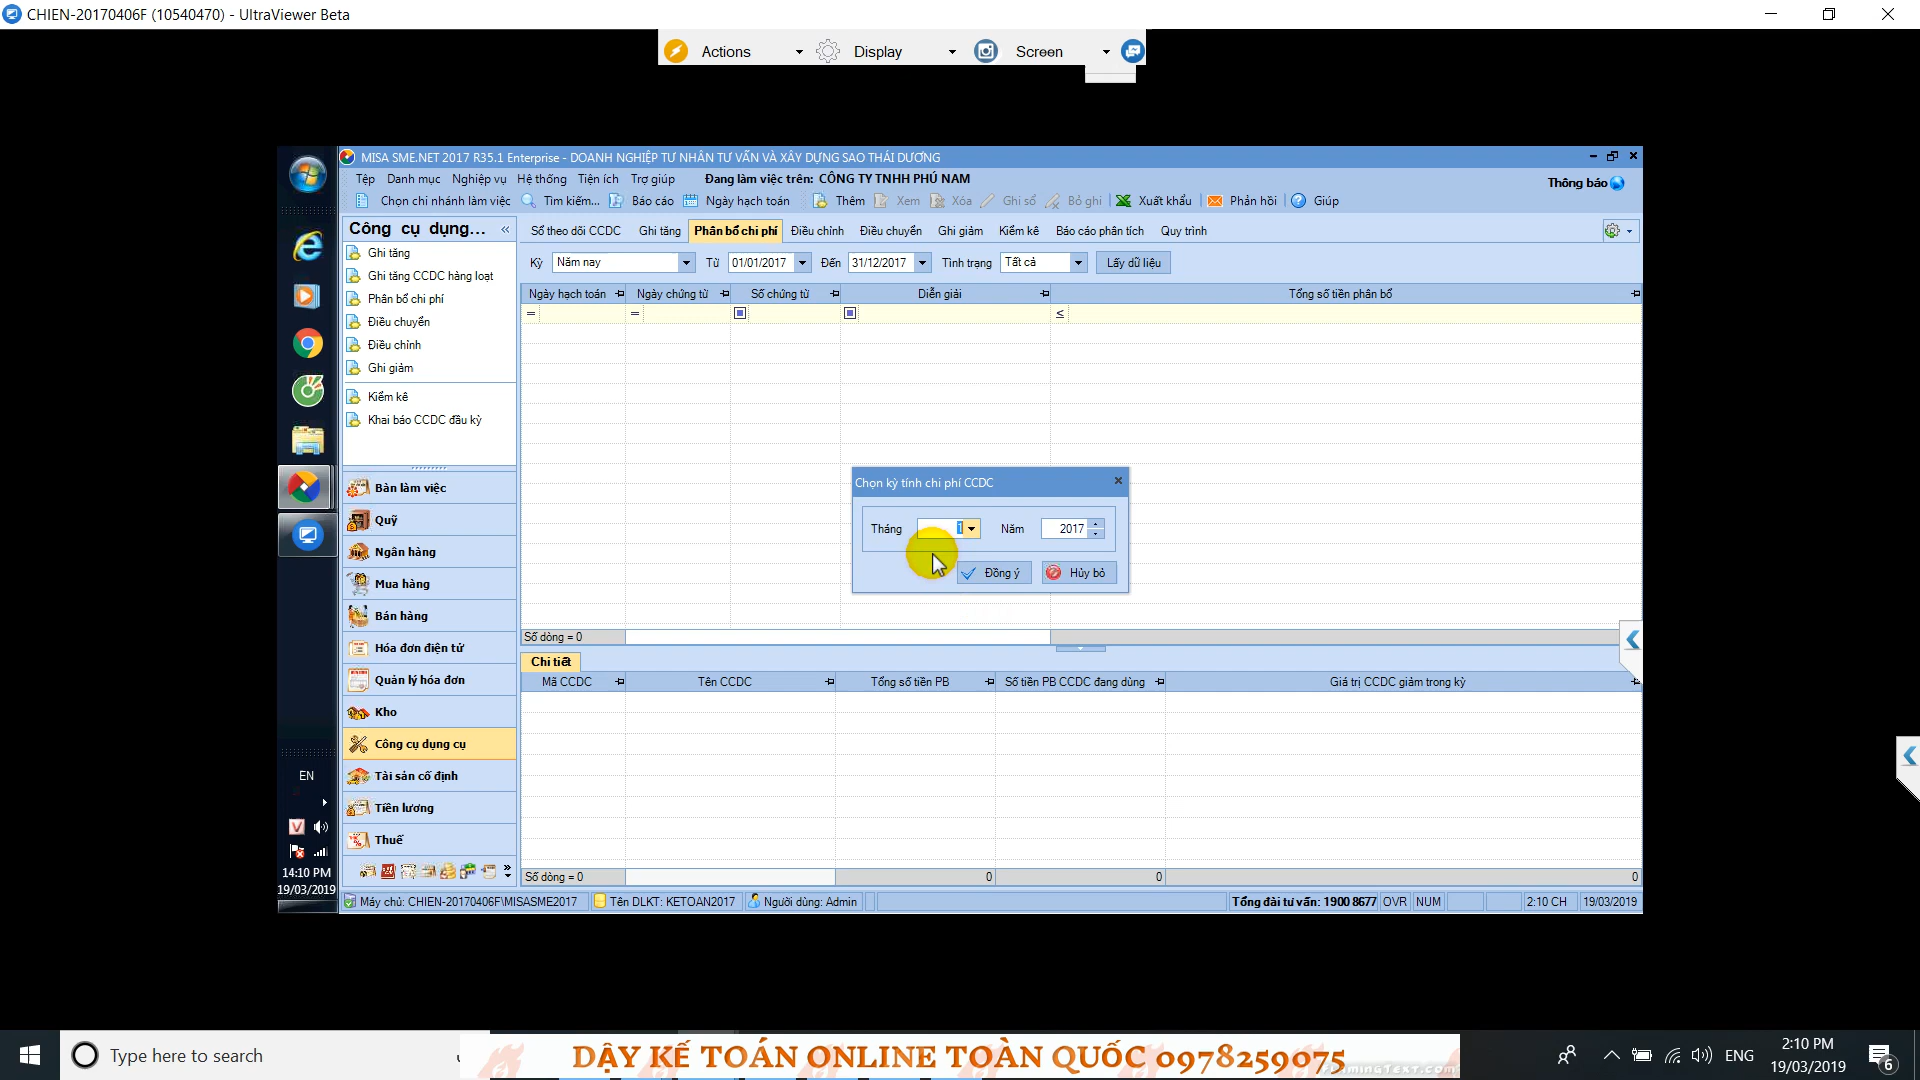 CHIEN-20170406F (10540470) - UltraViewer Beta
Actions Display Screen
MISA SME.NET 2017 R35.1 Enterprise - DOANH NGHIỆP TƯ NHÂN TƯ VẤN VÀ XÂY DỰNG SAO THÁI DƯƠNG
Tệp Danh mục Nghiệp vụ Hệ thống Tiện ích Trợ giúp Đang làm việc trên: CÔNG TY TNHH PHÚ NAM
Thông báo
Chọn chi nhánh làm việc Tìm kiếm... Báo cáo Ngày hạch toán Thêm Xem Xóa Ghi sổ Bỏ ghi Xuất khẩu Phản hồi Giúp
Công cụ dụng... «
Ghi tăng
Ghi tăng CCDC hàng loạt
Phân bổ chi phí
Điều chuyển
Điều chỉnh
Ghi giảm
Kiểm kê
Khai báo CCDC đầu kỳ
Bàn làm việc
Quỹ
Ngân hàng
Mua hàng
Bán hàng
Hóa đơn điện tử
Quản lý hóa đơn
Kho
Công cụ dụng cụ
Tài sản cố định
Tiền lương
Thuế
Sổ theo dõi CCDC Ghi tăng Phân bổ chi phí Điều chỉnh Điều chuyển Ghi giảm Kiểm kê Báo cáo phân tích Quy trình
Kỳ Năm nay Từ 01/01/2017 Đến 31/12/2017 Tình trạng Tất cả Lấy dữ liệu
Ngày hạch toán Ngày chứng từ Số chứng từ Diễn giải Tổng số tiền phân bổ
= = ≤
Chọn kỳ tính chi phí CCDC
Tháng 1 Năm 2017
Đồng ý Hủy bỏ
Số dòng = 0
Chi tiết
Mã CCDC Tên CCDC Tổng số tiền PB Số tiền PB CCDC đang dùng Giá trị CCDC giảm trong kỳ
Số dòng = 0 0 0 0
EN
14:10 PM
19/03/2019
Máy chủ: CHIEN-20170406F\MISASME2017 Tên DLKT: KETOAN2017 Người dùng: Admin Tổng đài tư vấn: 1900 8677 OVR NUM 2:10 CH 19/03/2019
Type here to search
DẠY KẾ TOÁN ONLINE TOÀN QUỐC 0978259075
ENG
2:10 PM
19/03/2019
6